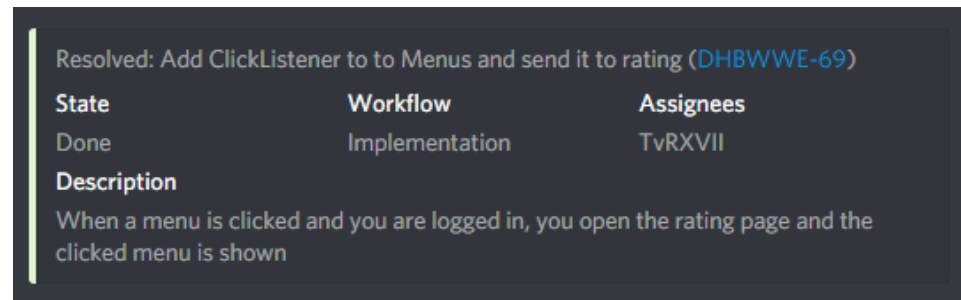 Resolved: Add ClickListener to to Menus and send it to rating (DHBWWE-69)
State Workflow Assignees
Done Implementation TvRXVII
Description
When a menu is clicked and you are logged in, you open the rating page and the
clicked menu is shown